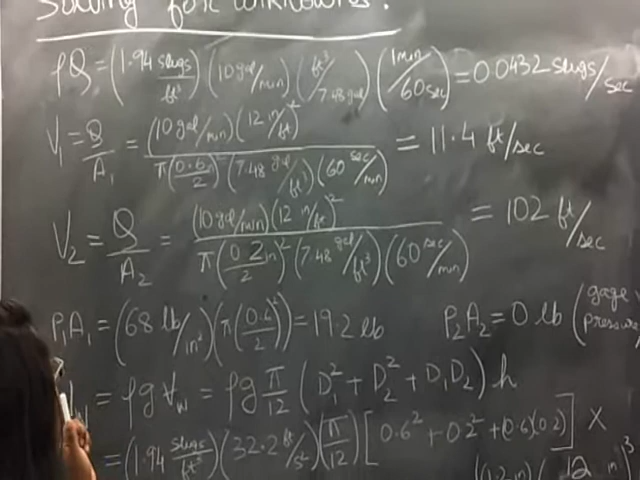 Solving for unknowns.
ρQ = (1.94 slugs/ft³)(10 gal/min)(ft³/7.48 gal)(1min/60 sec) = 0.0432 slugs/sec
V₁ = Q/A₁ = (10 gal/min)(12 in/ft)² / π(0.6/2)²(7.48 gal/ft³)(60 sec/min) = 11.4 ft/sec
V₂ = Q/A₂ = (10 gal/min)(12 in/ft)² / π(0.2/2 in)²(7.48 gal/ft³)(60 sec/min) = 102 ft/sec
P₁A₁ = (68 lb/in²)(π(0.6/2)²) = 19.2 lb P₂A₂ = 0 lb (gage pressure
= ρg∀w = ρg π/12 (D₁² + D₂² + D₁D₂) h
= (1.94 slugs/ft³)(32.2 ft/s²)(π/12)[0.6² + 0.2² + (0.6)(0.2)] ×